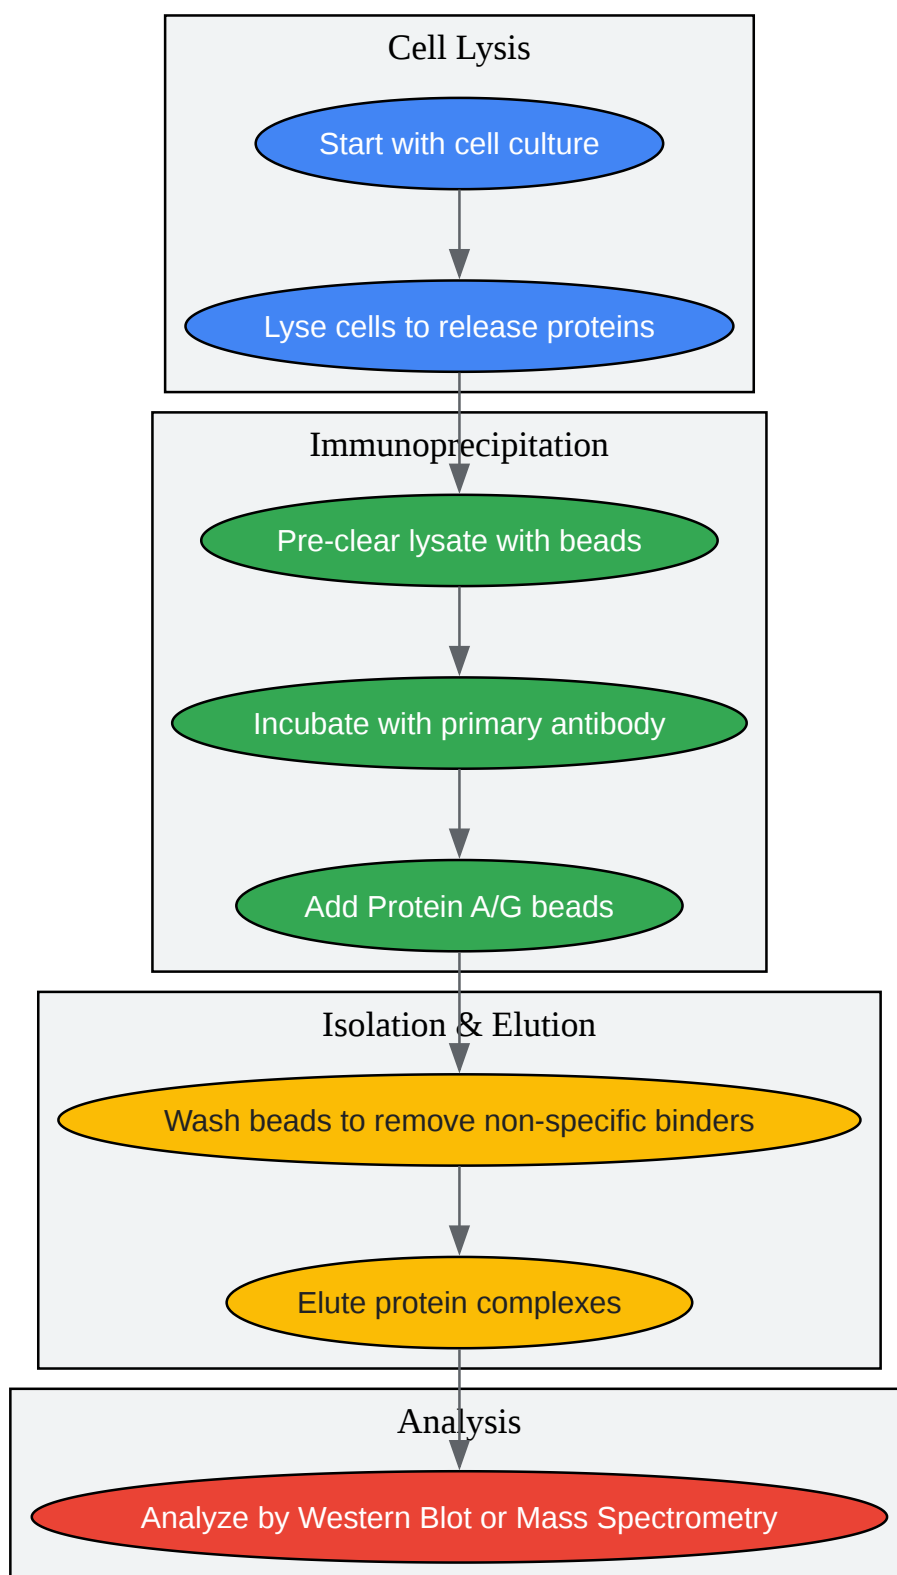 Cell Lysis
Start with cell culture
Lyse cells to release proteins
Immunoprecipitation
Pre-clear lysate with beads
Incubate with primary antibody
Add Protein A/G beads
Isolation & Elution
Wash beads to remove non-specific binders
Elute protein complexes
Analysis
Analyze by Western Blot or Mass Spectrometry